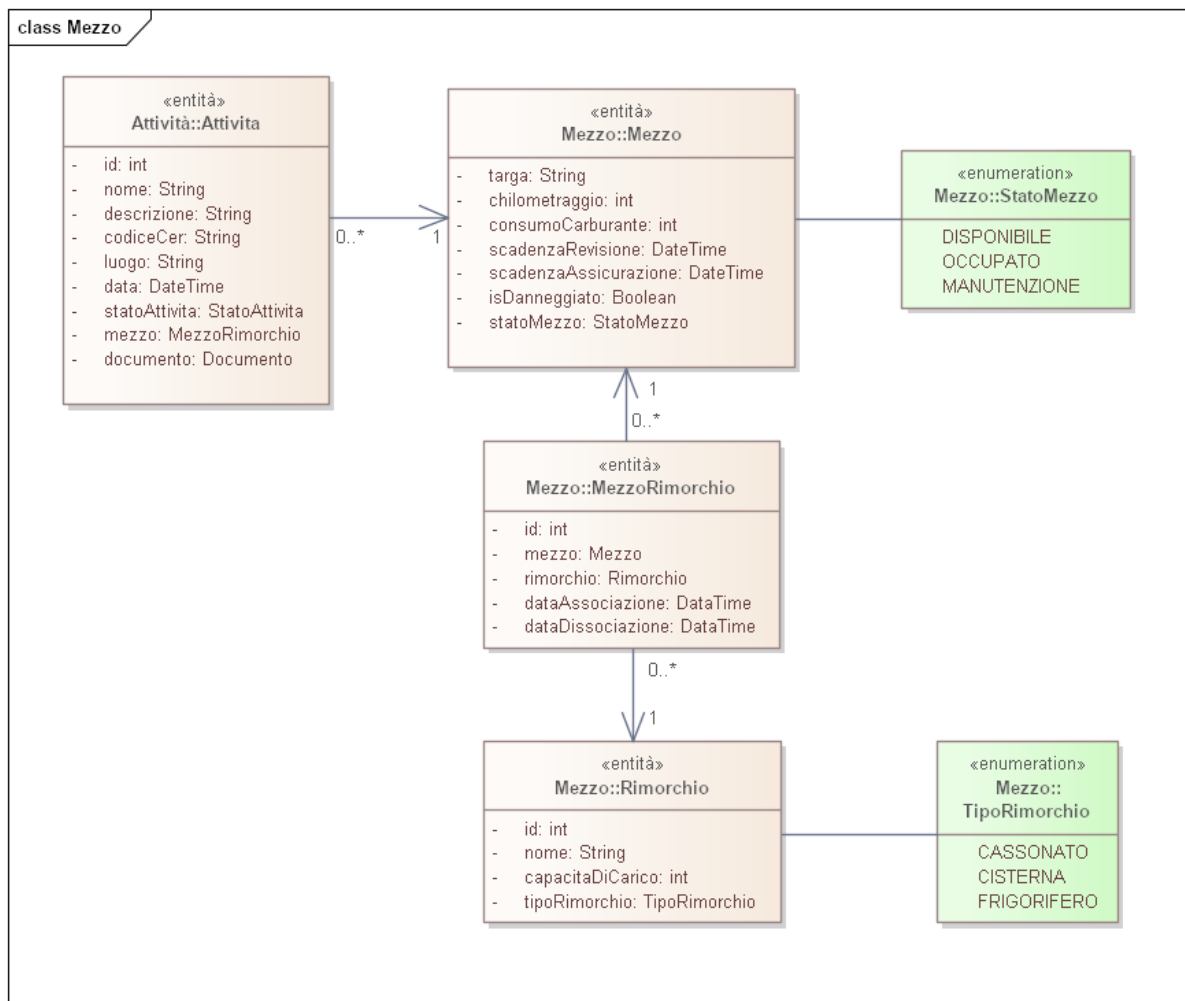 class Mezzo
«entità»
Attività::Attivita
- id: int
- nome: String
- descrizione: String
- codiceCer: String
- luogo: String
- data: DateTime
- statoAttivita: StatoAttivita
- mezzo: MezzoRimorchio
- documento: Documento
0..*
1
«entità»
Mezzo::Mezzo
- targa: String
- chilometraggio: int
- consumoCarburante: int
- scadenzaRevisione: DateTime
- scadenzaAssicurazione: DateTime
- isDanneggiato: Boolean
- statoMezzo: StatoMezzo
«enumeration»
Mezzo::StatoMezzo
DISPONIBILE
OCCUPATO
MANUTENZIONE
1
0..*
«entità»
Mezzo::MezzoRimorchio
- id: int
- mezzo: Mezzo
- rimorchio: Rimorchio
- dataAssociazione: DataTime
- dataDissociazione: DataTime
0..*
1
«entità»
Mezzo::Rimorchio
- id: int
- nome: String
- capacitaDiCarico: int
- tipoRimorchio: TipoRimorchio
«enumeration»
Mezzo::
TipoRimorchio
CASSONATO
CISTERNA
FRIGORIFERO